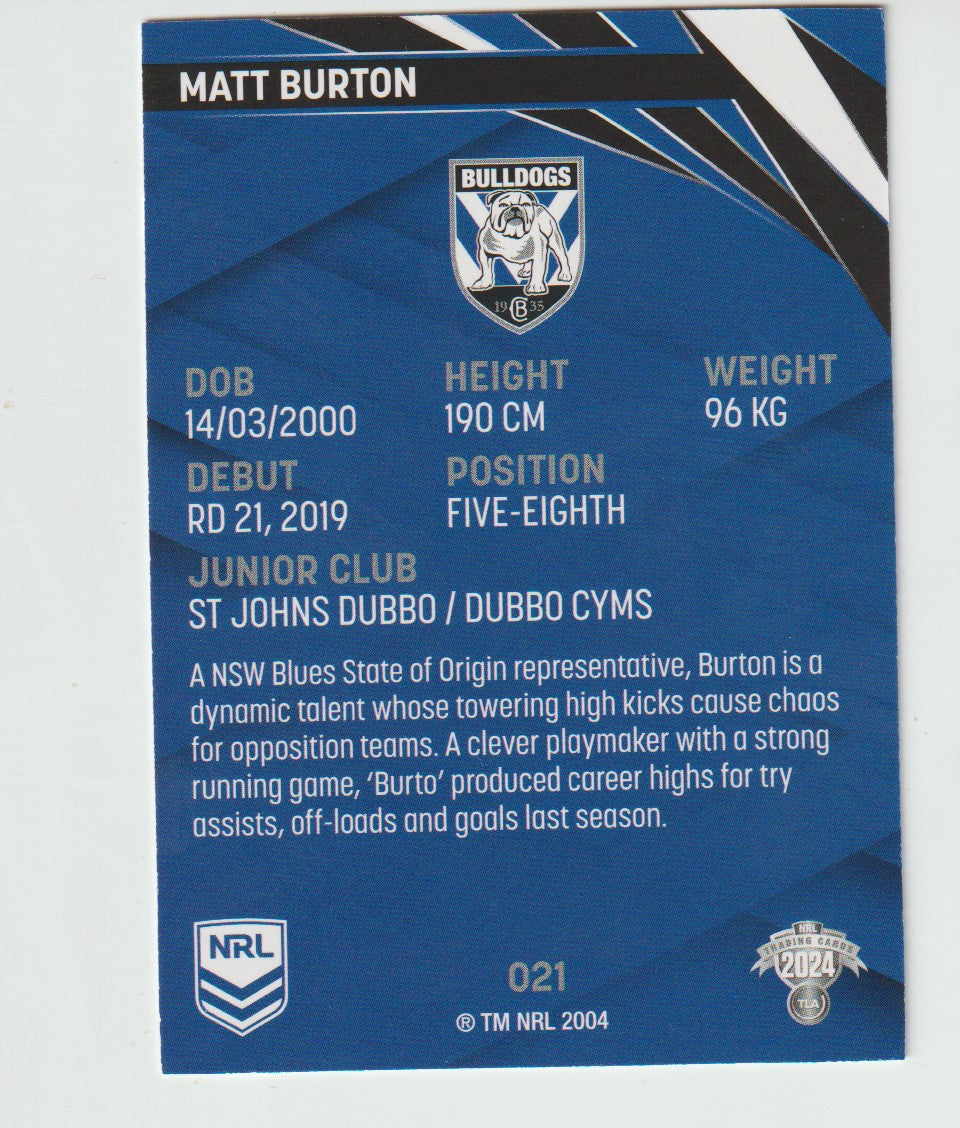 MATT BURTON
BULLDOGS
19 CB 35
DOB
HEIGHT
WEIGHT
14/03/2000
190 CM
96 KG
DEBUT
POSITION
RD 21, 2019
FIVE-EIGHTH
JUNIOR CLUB
ST JOHNS DUBBO / DUBBO CYMS
A NSW Blues State of Origin representative, Burton is a
dynamic talent whose towering high kicks cause chaos
for opposition teams. A clever playmaker with a strong
running game, ‘Burto’ produced career highs for try
assists, off-loads and goals last season.
NRL
021
® TM NRL 2004
NRL
TRADING CARDS
2024
TLA